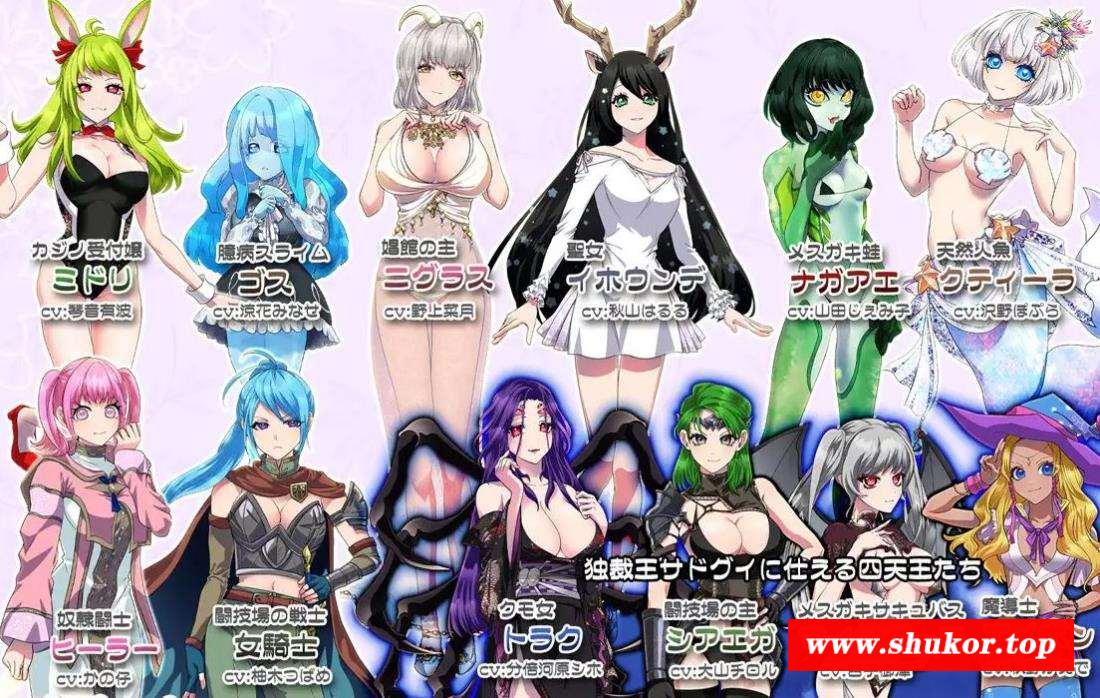 カジノ受付嬢
ミドリ
cv:琴音有波
臆病スライム
ゴス
cv:涼花みなせ
娼館の主
ニグラス
cv:野上菜月
聖女
イホウンデ
cv:秋山はるる
メスガキ蛙
ナガアエ
cv:山田じぇみ子
天然人魚
クティーラ
cv:沢野ぽぷら
独裁王サドグイに仕える四天王たち
奴隷闘士
ヒーラー
cv:かの仔
闘技場の戦士
女騎士
cv:柚木つばめ
クモ女
トラク
cv:分倍河原シホ
闘技場の主
シアエガ
cv:大山チロル
メスガキサキュバス
魔導士
ン
www.shukor.top